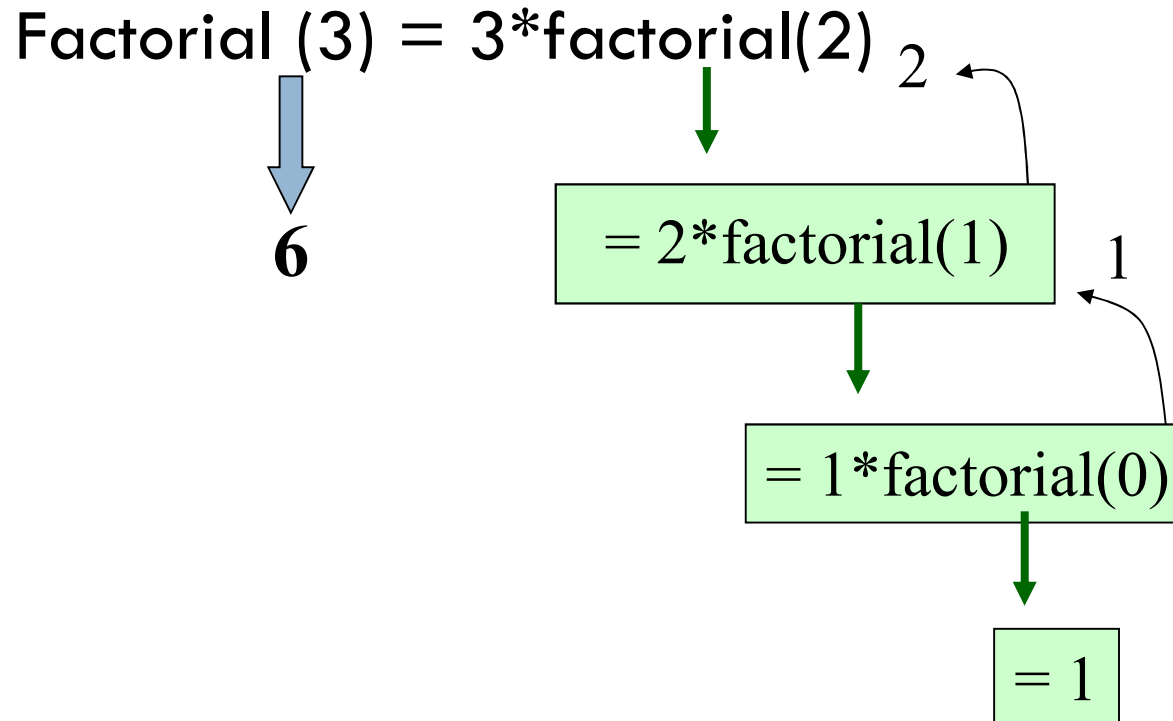 Factorial (3) = 3*factorial(2)
2
6
= 2*factorial(1)
1
= 1*factorial(0)
= 1